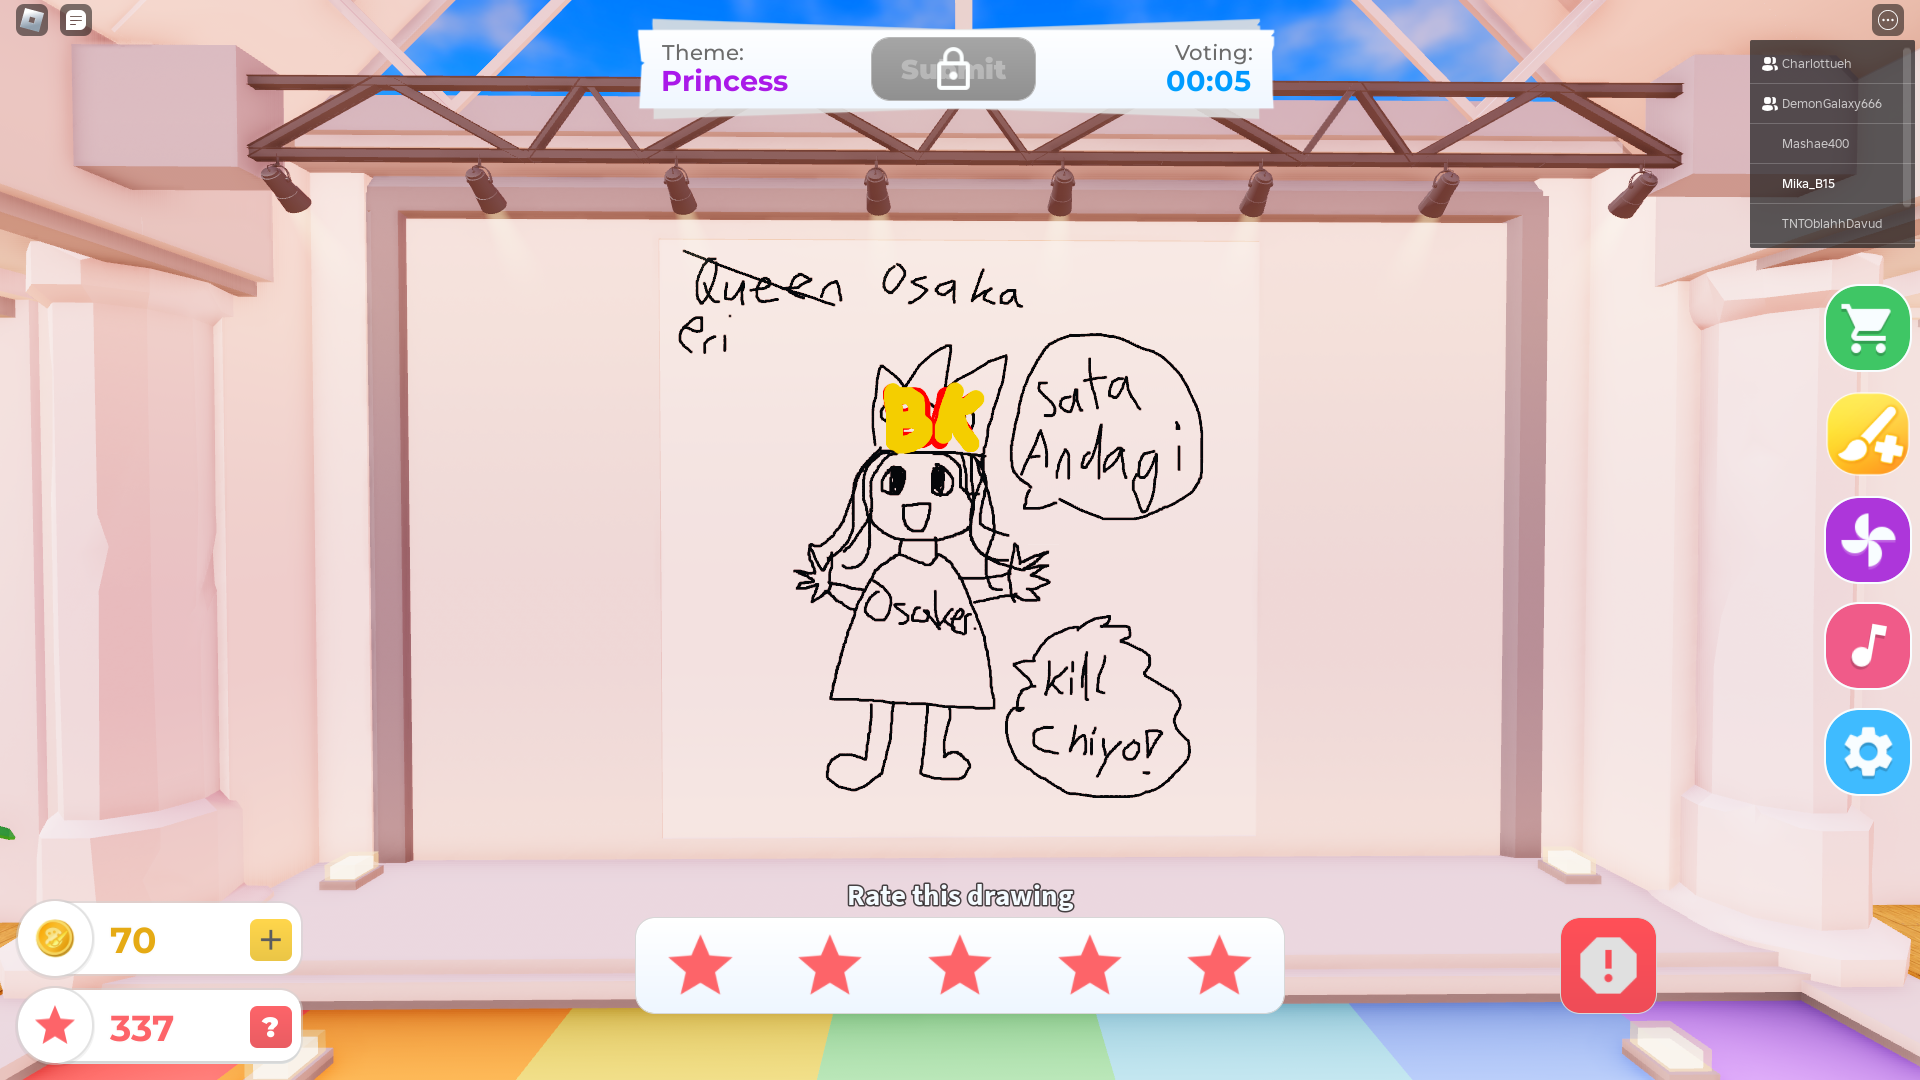 Theme:
Princess
Submit
Voting:
00:05
Charlottueh
DemonGalaxy666
Mashae400
Mika_B15
TNTOblahhDavud
Queen Osaka
eri
BK
Sata
Andagi
Osaker.
Kill
Chiyo!
Rate this drawing
70
+
337
?